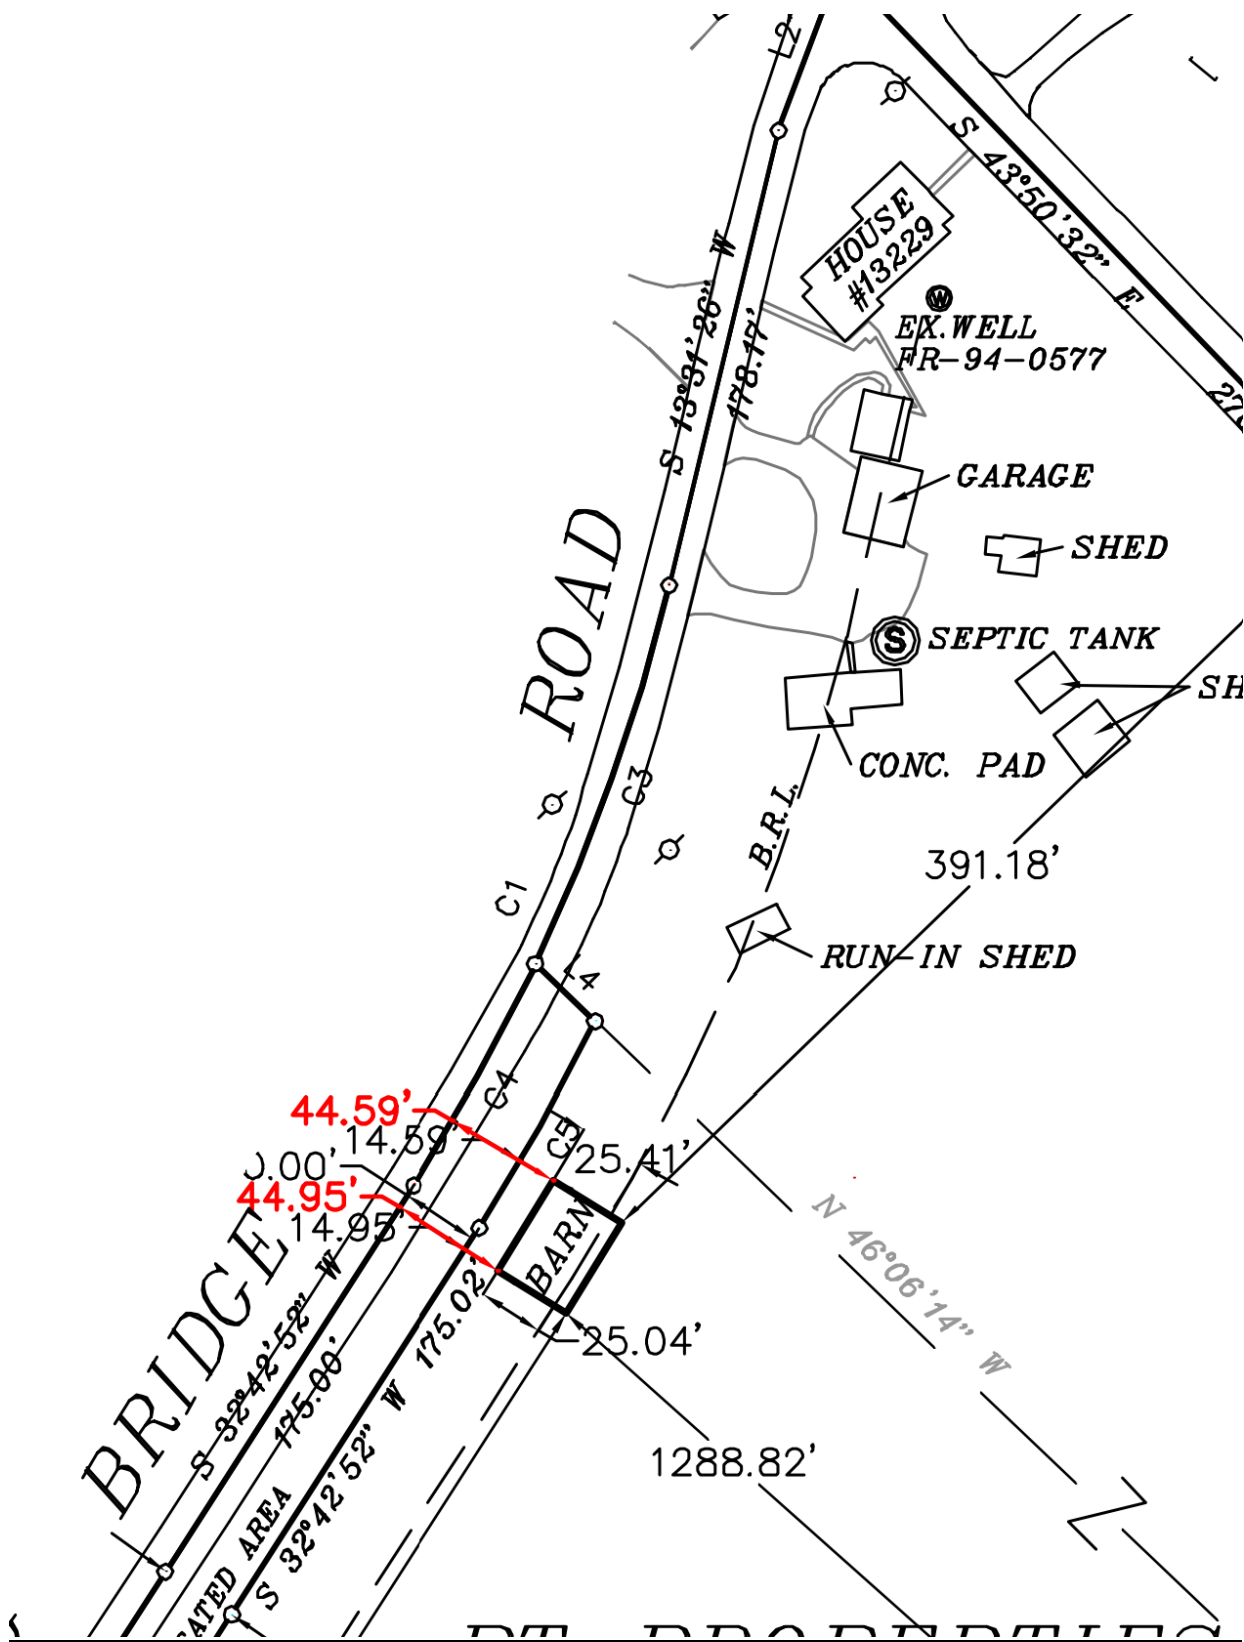 L2
S 43°50'32" E
HOUSE
#13229
W
EX.WELL
FR-94-0577
S 13°31'26" W
178.17'
GARAGE
SHED
ROAD
S
SEPTIC TANK
C3
CONC. PAD
B.R.L.
391.18'
C1
RUN-IN SHED
L4
C4
44.59'
14.59'
C5
25.41'
44.95'
14.95'
BARN
N 46°06'14" W
BRIDGE
S 32°42'52" W
175.00'
S 32°42'52" W 175.02'
25.04'
1288.82'